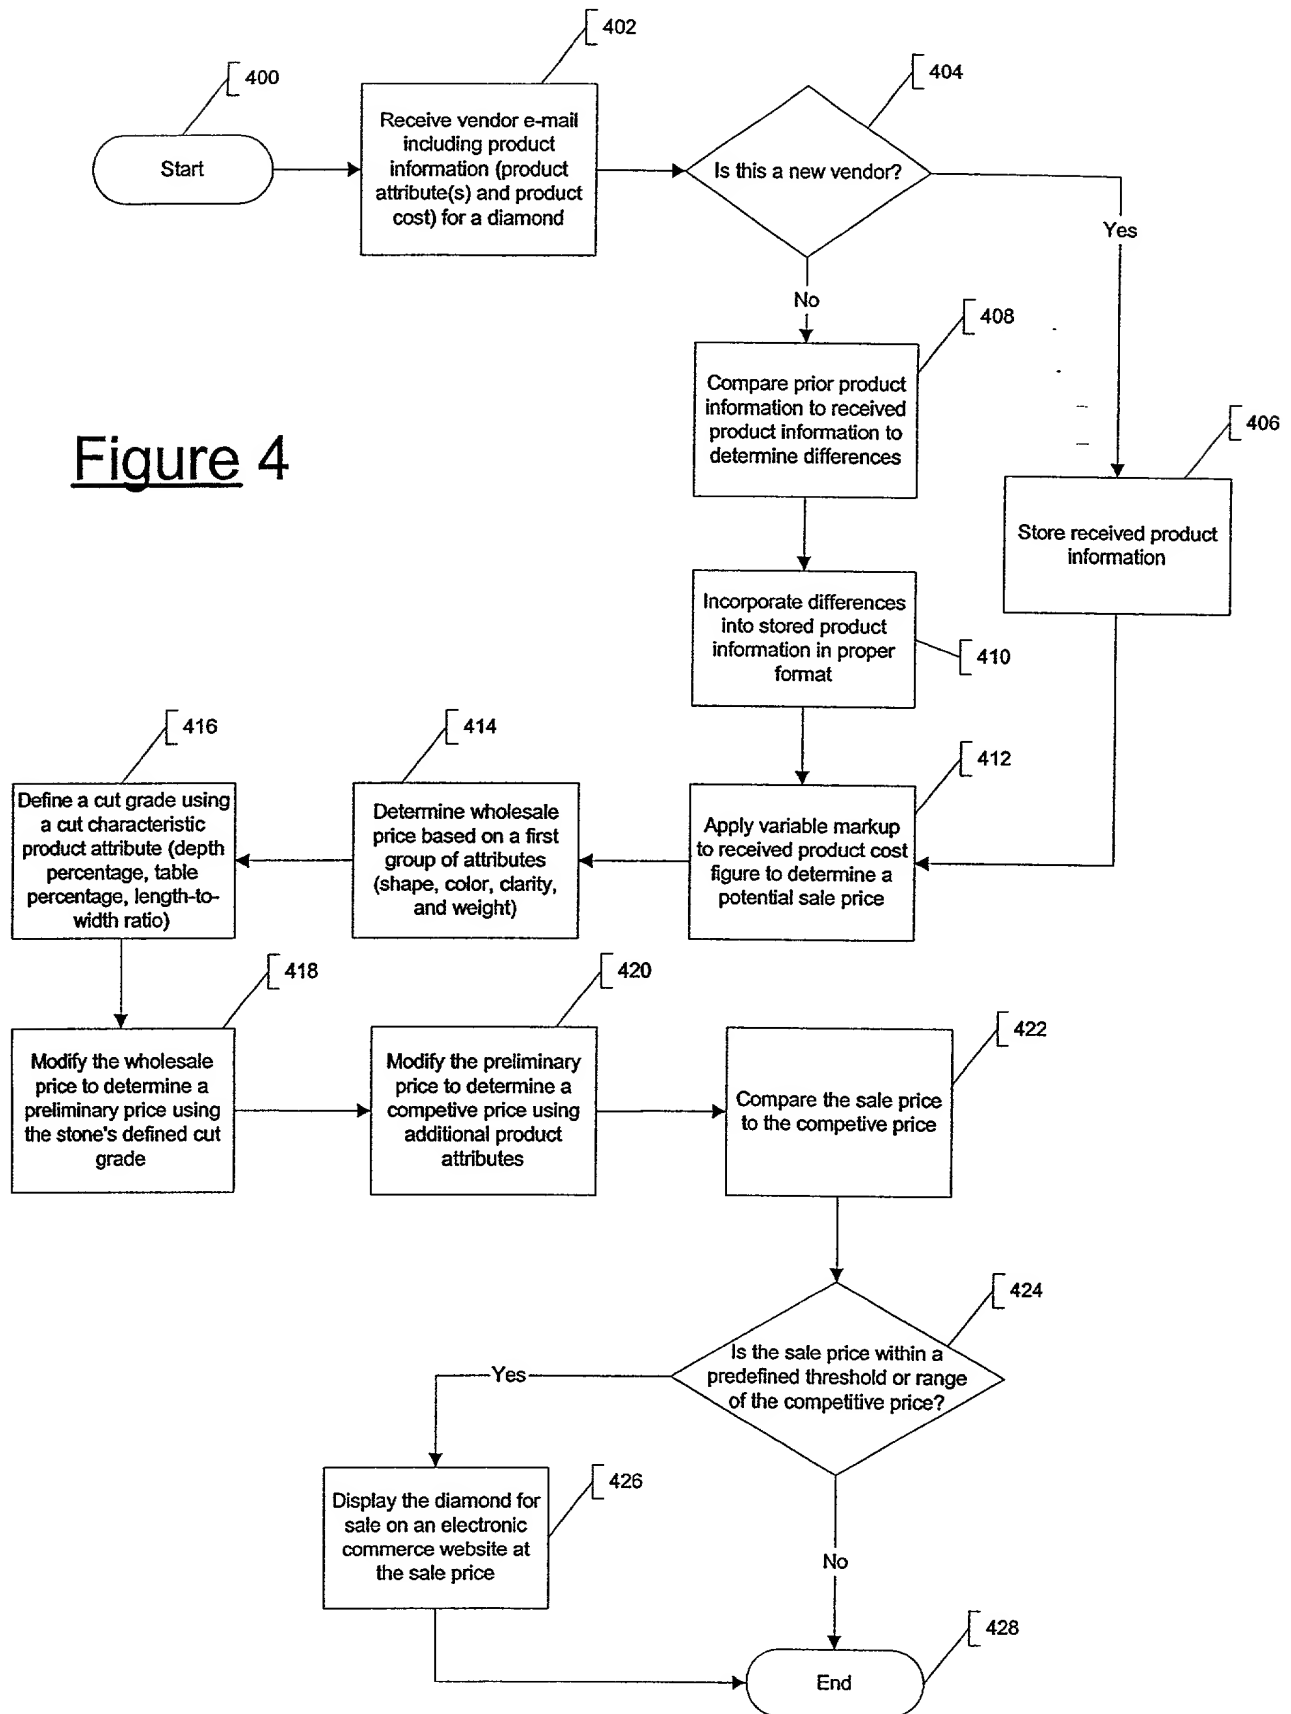 402
400
404
Receive vendor e-mail
including product
information (product
attribute(s) and product
cost) for a diamond
Start
Is this a new vendor?
Yes
No
408
Compare prior product
information to received
product information to
determine differences
406
Figure 4
Store received product
information
Incorporate differences
into stored product
information in proper
format
410
416
414
412
Define a cut grade using
a cut characteristic
product attribute (depth
percentage, table
percentage, length-to-
width ratio)
Determine wholesale
price based on a first
group of attributes
(shape, color, clarity,
and weight)
Apply variable markup
to received product cost
figure to determine a
potential sale price
418
420
422
Modify the wholesale
price to determine a
preliminary price using
the stone's defined cut
grade
Modify the preliminary
price to determine a
competive price using
additional product
attributes
Compare the sale price
to the competive price
424
Is the sale price within a
predefined threshold or range
of the competitive price?
Yes
426
Display the diamond for
sale on an electronic
commerce website at
the sale price
No
428
End